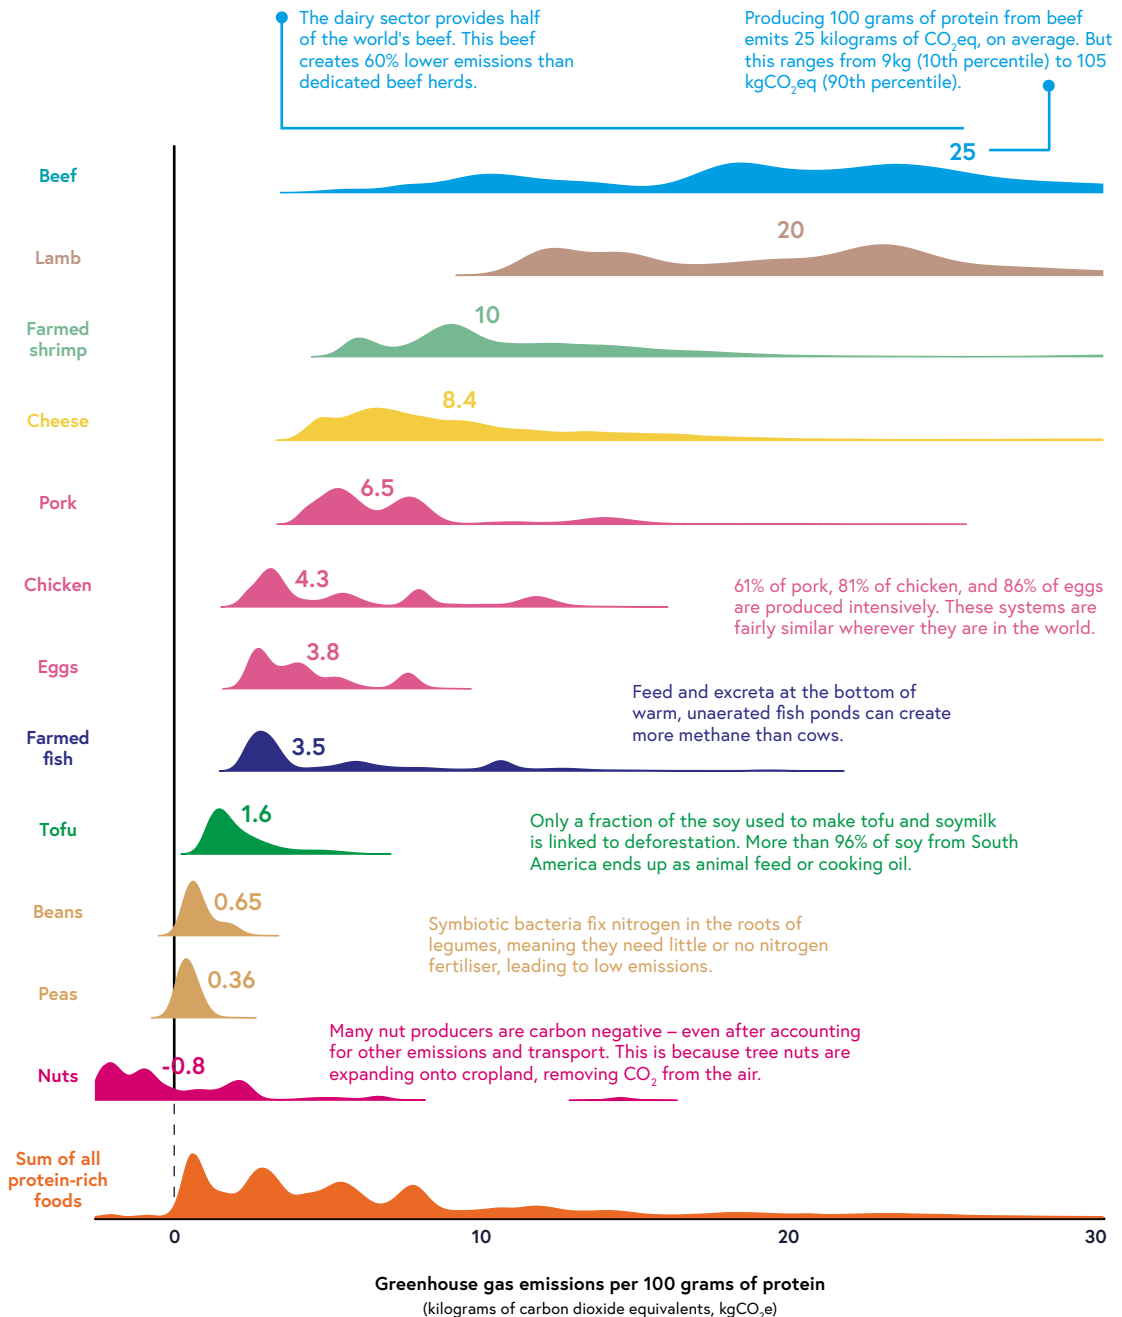 The dairy sector provides half
of the world's beef. This beef
creates 60% lower emissions than
dedicated beef herds.
Producing 100 grams of protein from beef
emits 25 kilograms of CO₂eq, on average. But
this ranges from 9kg (10th percentile) to 105
kgCO₂eq (90th percentile).
Beef
25
Lamb
20
Farmed
shrimp
10
Cheese
8.4
Pork
6.5
Chicken
4.3
61% of pork, 81% of chicken, and 86% of eggs
are produced intensively. These systems are
fairly similar wherever they are in the world.
Eggs
3.8
Feed and excreta at the bottom of
warm, unaerated fish ponds can create
more methane than cows.
Farmed
fish
3.5
Tofu
1.6
Only a fraction of the soy used to make tofu and soymilk
is linked to deforestation. More than 96% of soy from South
America ends up as animal feed or cooking oil.
Beans
0.65
Symbiotic bacteria fix nitrogen in the roots of
legumes, meaning they need little or no nitrogen
fertiliser, leading to low emissions.
Peas
0.36
Many nut producers are carbon negative – even after accounting
for other emissions and transport. This is because tree nuts are
expanding onto cropland, removing CO₂ from the air.
Nuts
-0.8
Sum of all
protein-rich
foods
0
10
20
30
Greenhouse gas emissions per 100 grams of protein
(kilograms of carbon dioxide equivalents, kgCO₂e)